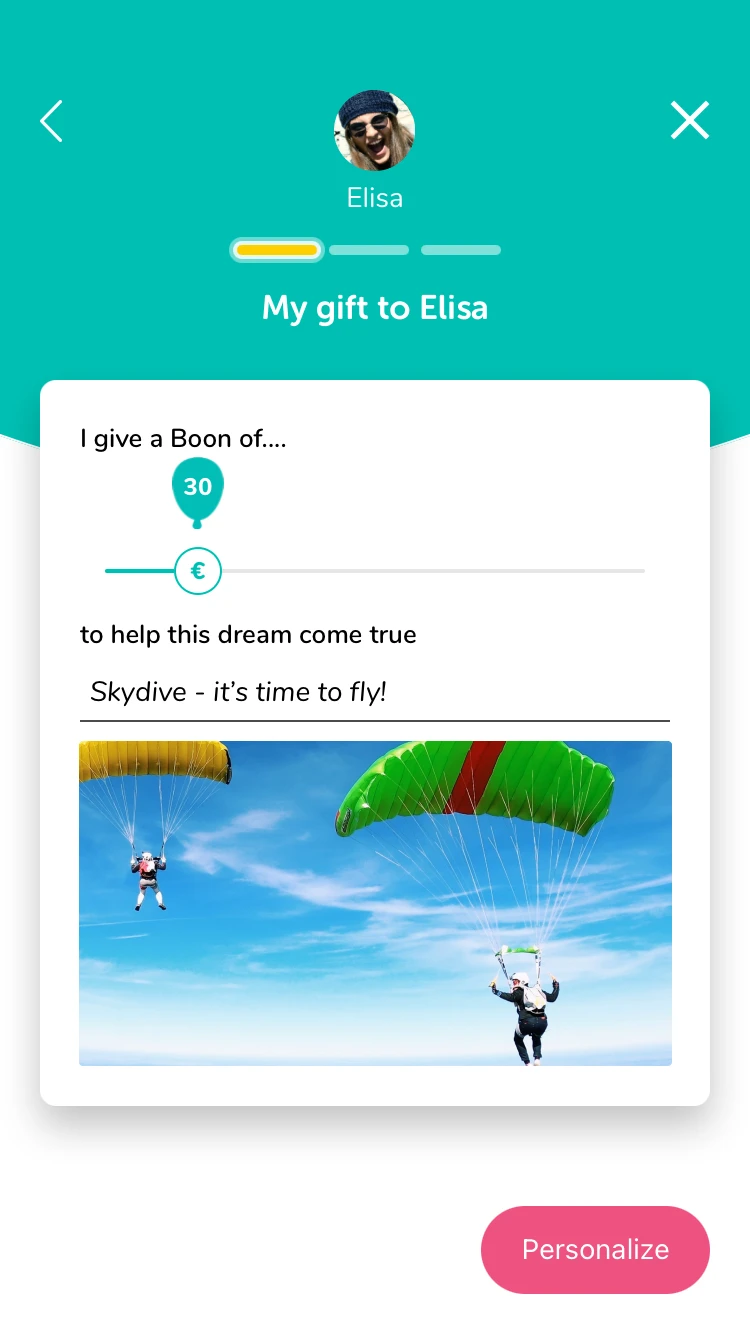 Elisa
My gift to Elisa
I give a Boon of....
30
€
to help this dream come true
Skydive - it’s time to fly!
Personalize